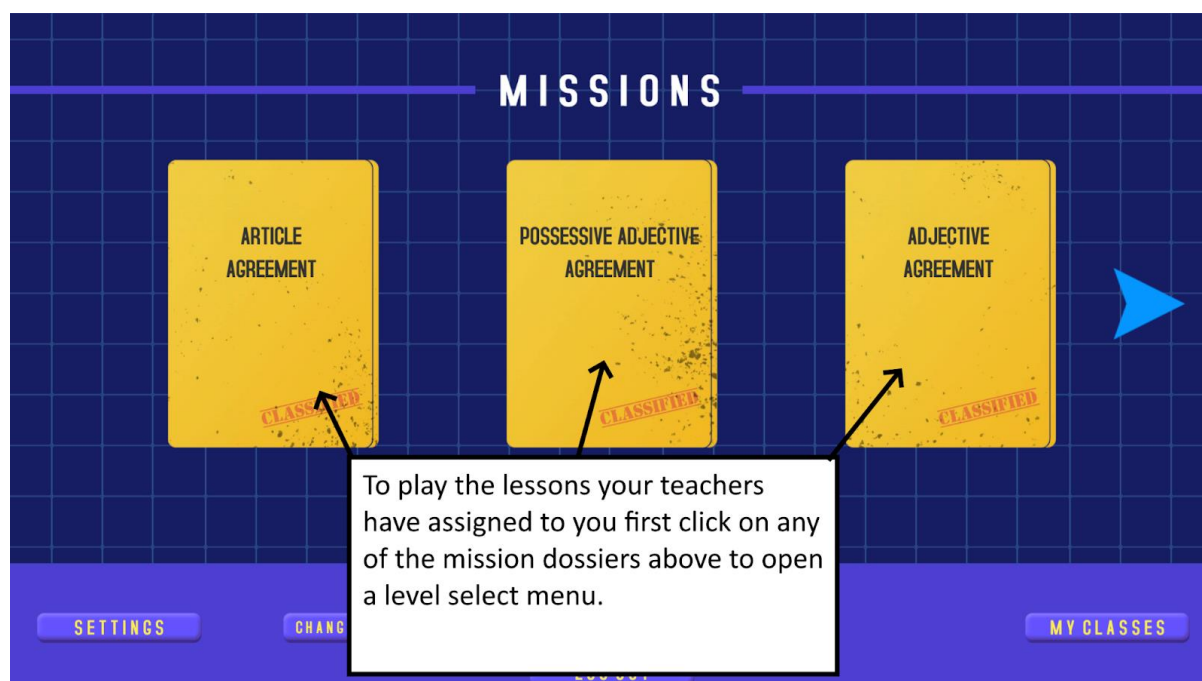 MISSIONS
ARTICLE
AGREEMENT
POSSESSIVE ADJECTIVE
AGREEMENT
ADJECTIVE
AGREEMENT
CLASSIFIED
CLASSIFIED
To play the lessons your teachers
have assigned to you first click on any
of the mission dossiers above to open
a level select menu.
SETTINGS
MY CLASSES